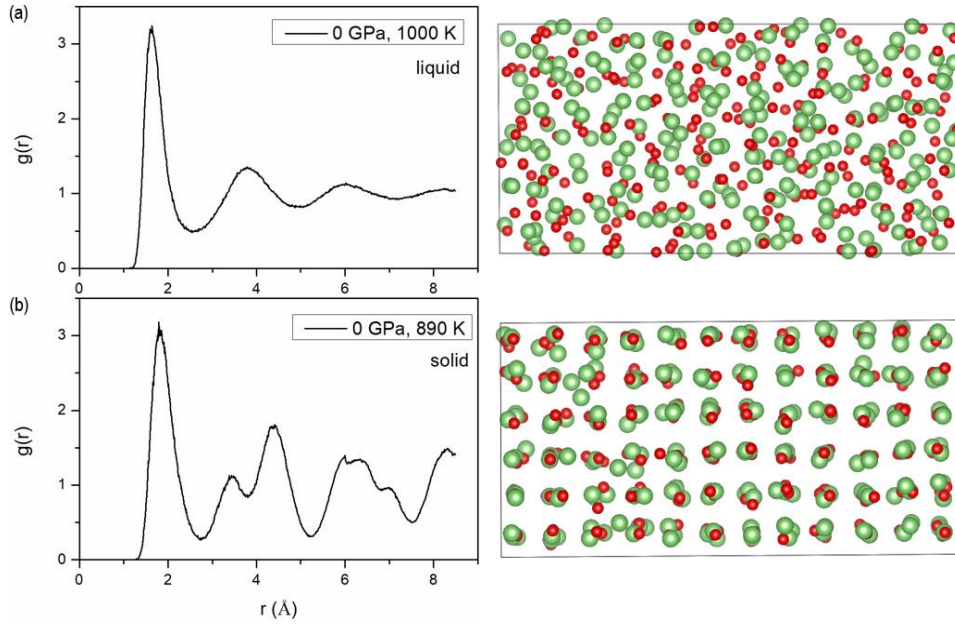 (a)
0 GPa, 1000 K
liquid
g(r)
3
2
1
0
0 2 4 6 8
(b)
0 GPa, 890 K
solid
g(r)
3
2
1
0
0 2 4 6 8
r (Å)